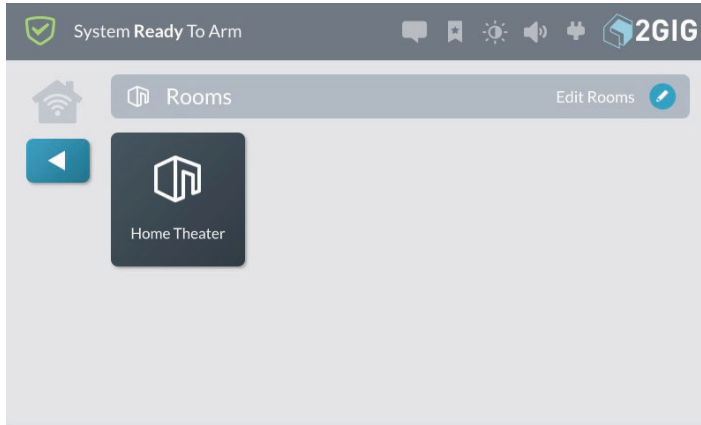 System Ready To Arm
2GIG
Rooms
Edit Rooms
Home Theater